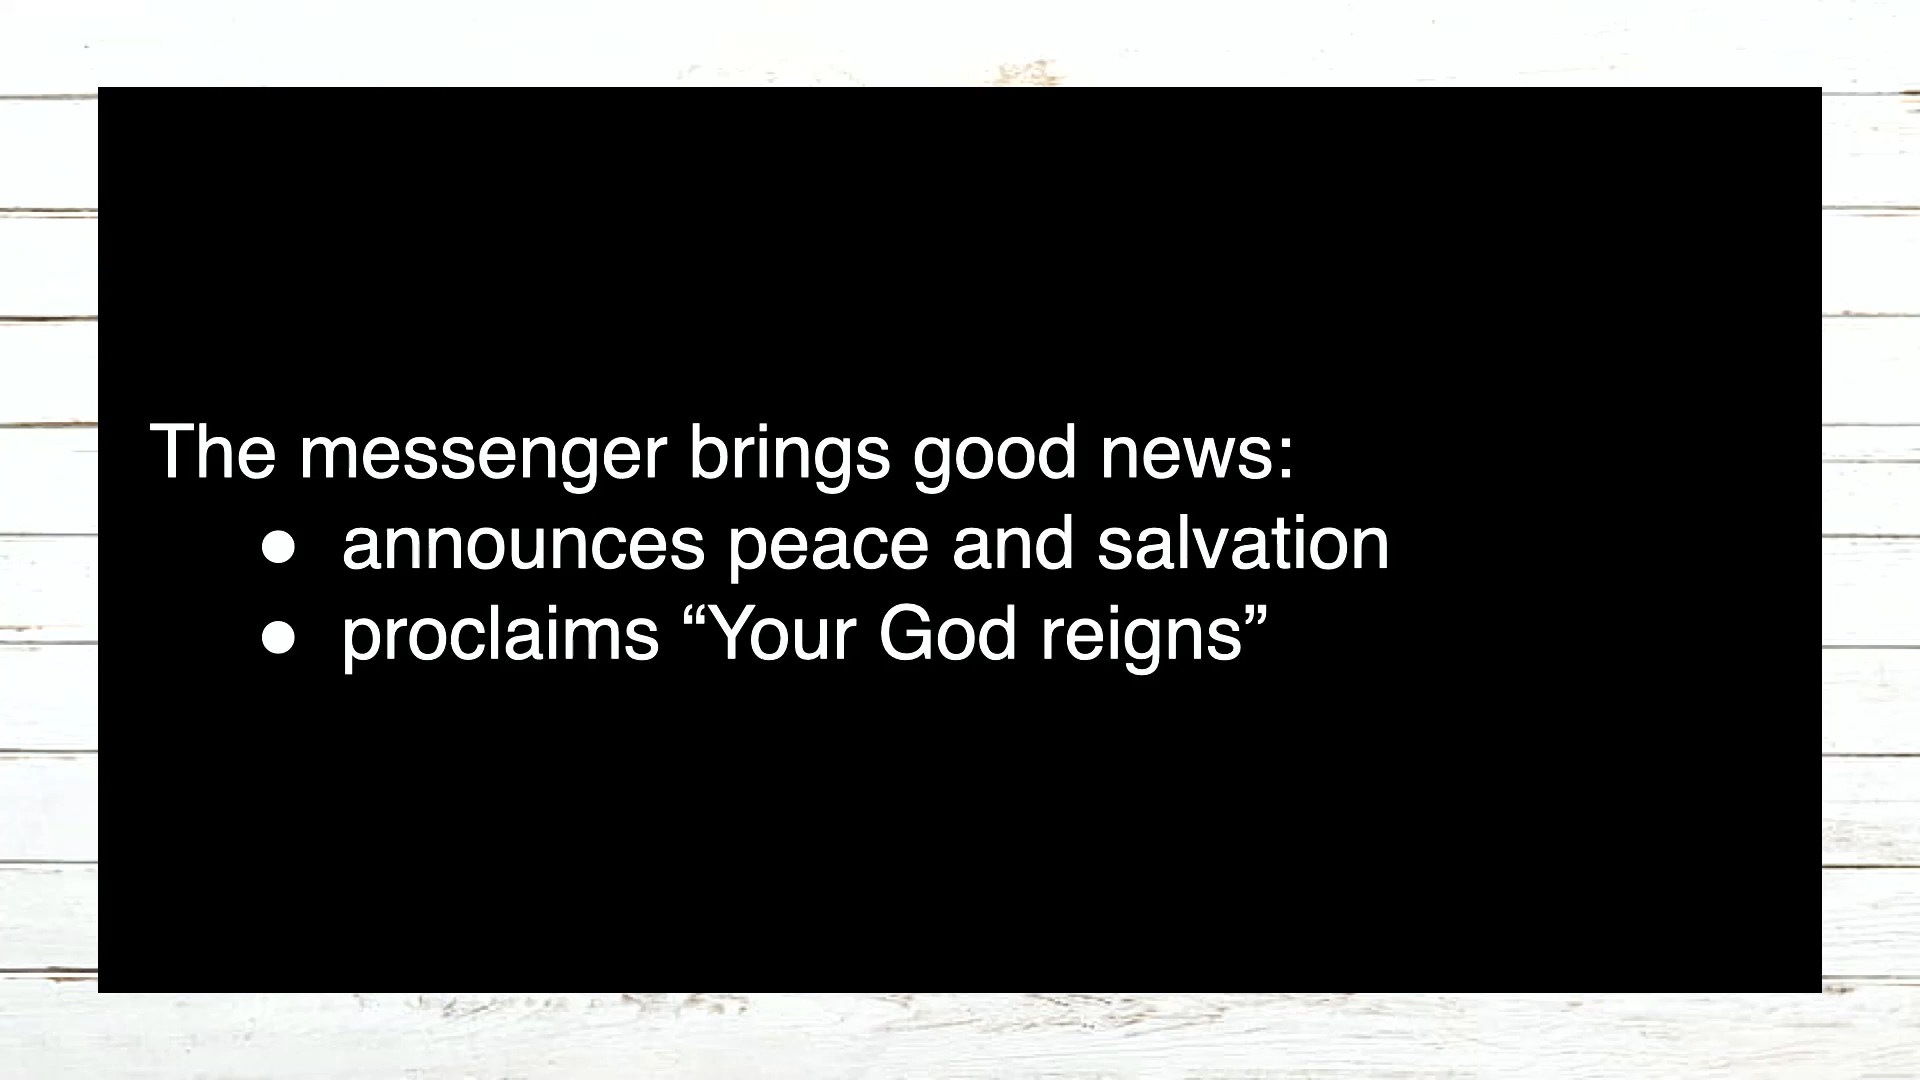 The messenger brings good news:
● announces peace and salvation
● proclaims “Your God reigns”